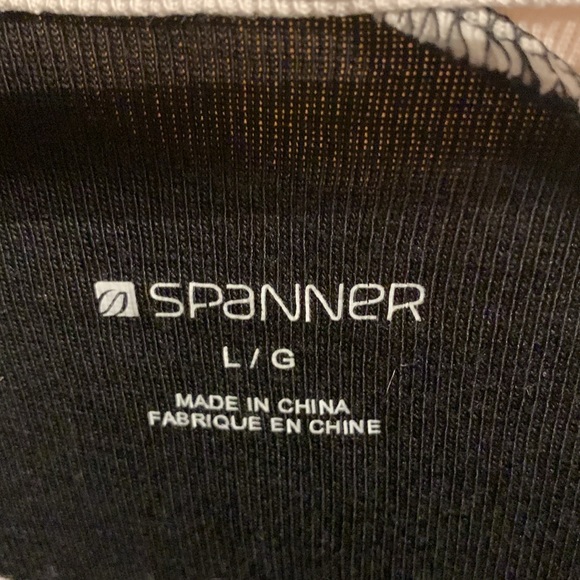 SPaNNeR
L / G
MADE IN CHINA
FABRIQUE EN CHINE